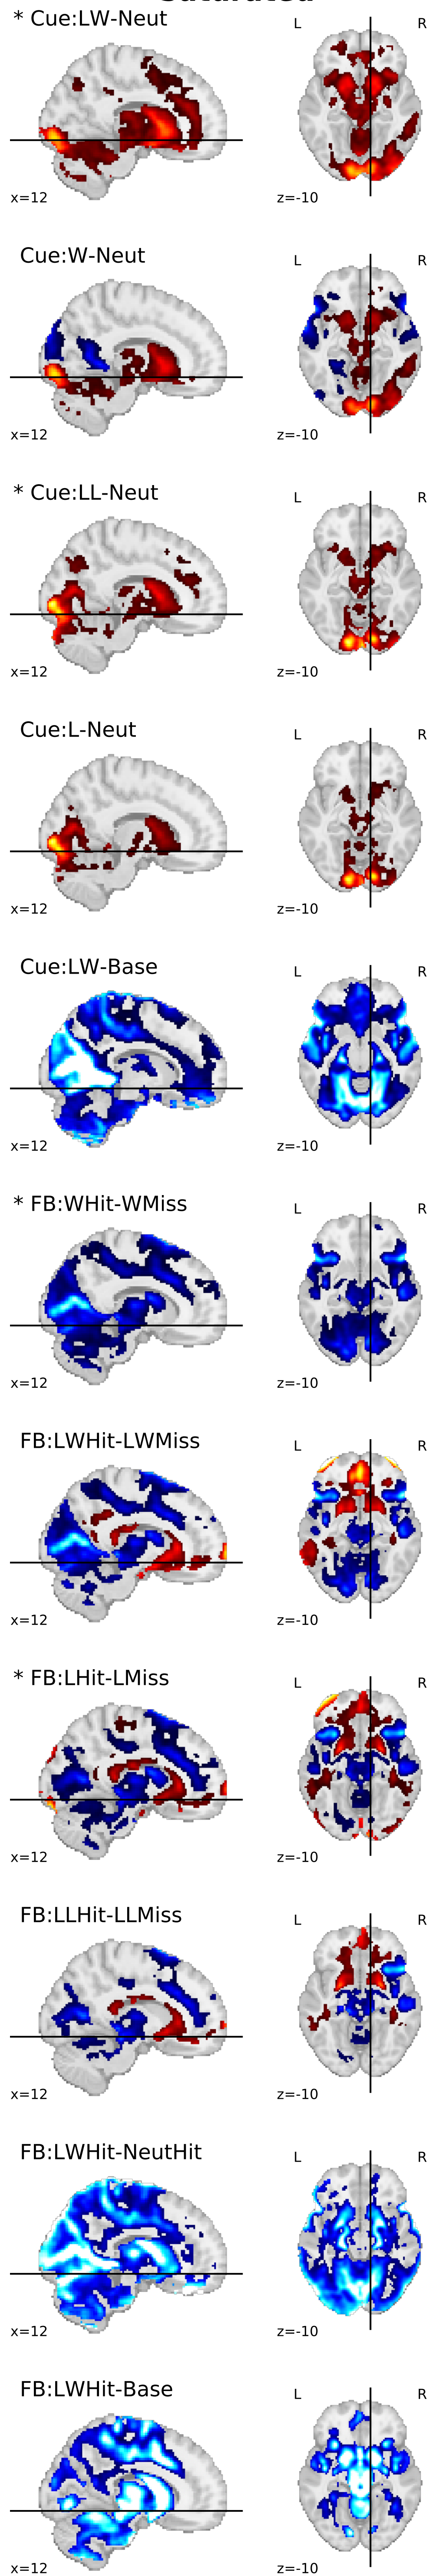 * Cue:LW-Neut
L R
x=12 z=-10
Cue:W-Neut
L R
x=12 z=-10
* Cue:LL-Neut
L R
x=12 z=-10
Cue:L-Neut
L R
x=12 z=-10
Cue:LW-Base
L R
x=12 z=-10
* FB:WHit-WMiss
L R
x=12 z=-10
FB:LWHit-LWMiss
L R
x=12 z=-10
* FB:LHit-LMiss
L R
x=12 z=-10
FB:LLHit-LLMiss
L R
x=12 z=-10
FB:LWHit-NeutHit
L R
x=12 z=-10
FB:LWHit-Base
L R
x=12 z=-10